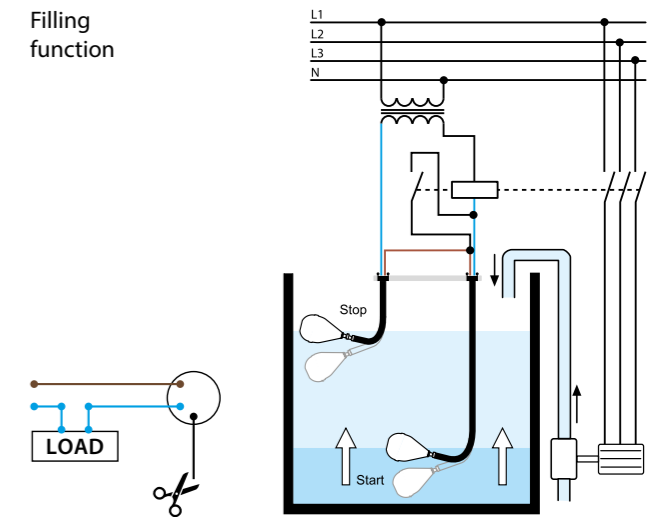 Filling
function
L1
L2
L3
N
Stop
Start
LOAD